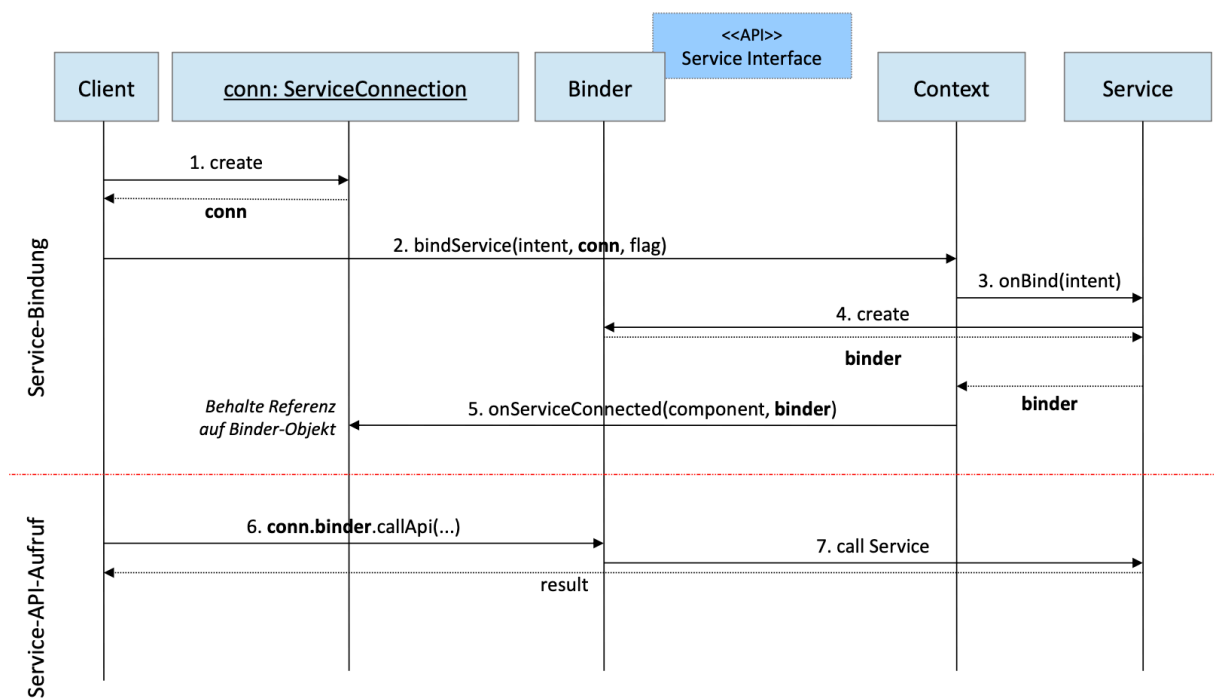 <<API>>
Service Interface
Client
conn: ServiceConnection
Binder
Context
Service
Service-Bindung
1. create
conn
2. bindService(intent, conn, flag)
3. onBind(intent)
4. create
binder
binder
Behalte Referenz
auf Binder-Objekt
5. onServiceConnected(component, binder)
Service-API-Aufruf
6. conn.binder.callApi(...)
7. call Service
result